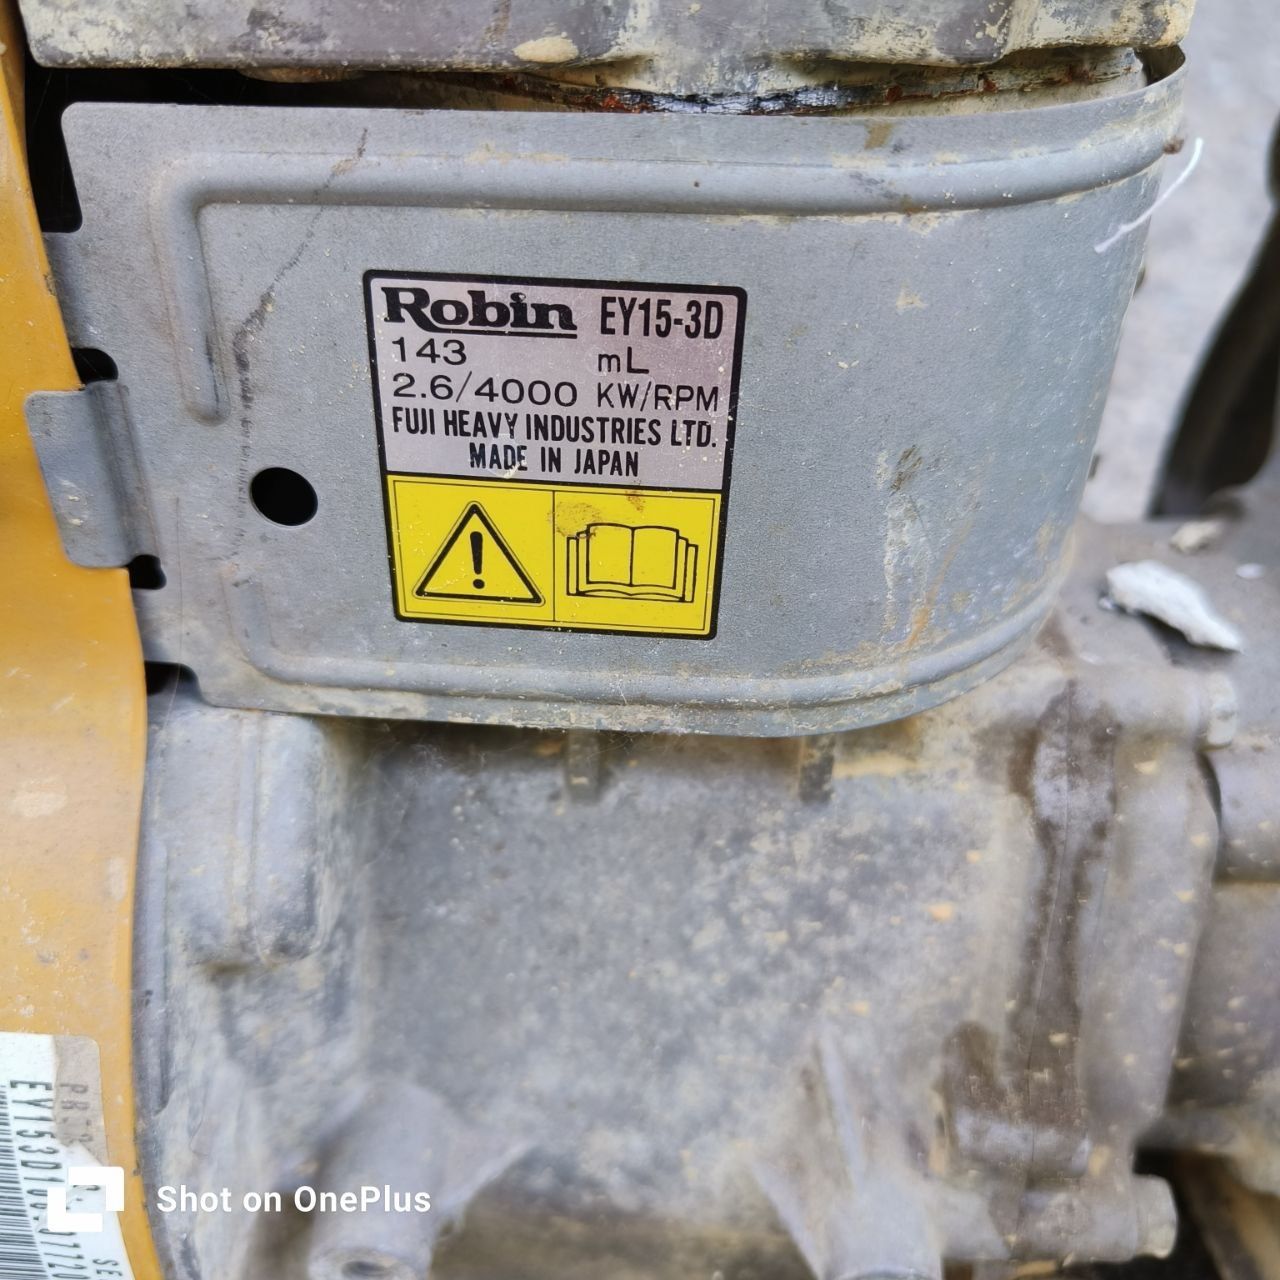 Robin EY15-3D
143 mL
2.6/4000 KW/RPM
FUJI HEAVY INDUSTRIES LTD.
MADE IN JAPAN
Shot on OnePlus